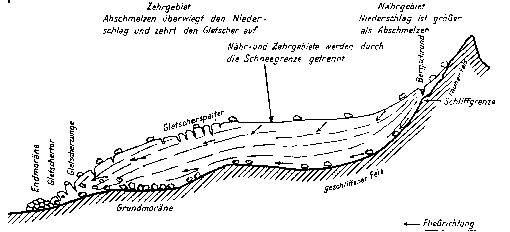 Zehrgebiet
Abschmelzen überwiegt den Nieder-
schlag und zehrt den Gletscher auf
Nährgebiet
Niederschlag ist größer
als Abschmelzen
Nähr- und Zehrgebiete werden durch
die Schneegrenze getrennt
Bergschrund
Schliffgrenze
Gletscherspalten
Gletscherzunge
Gletschertor
Endmoräne
Grundmoräne
geschliffener Fels
Fließrichtung